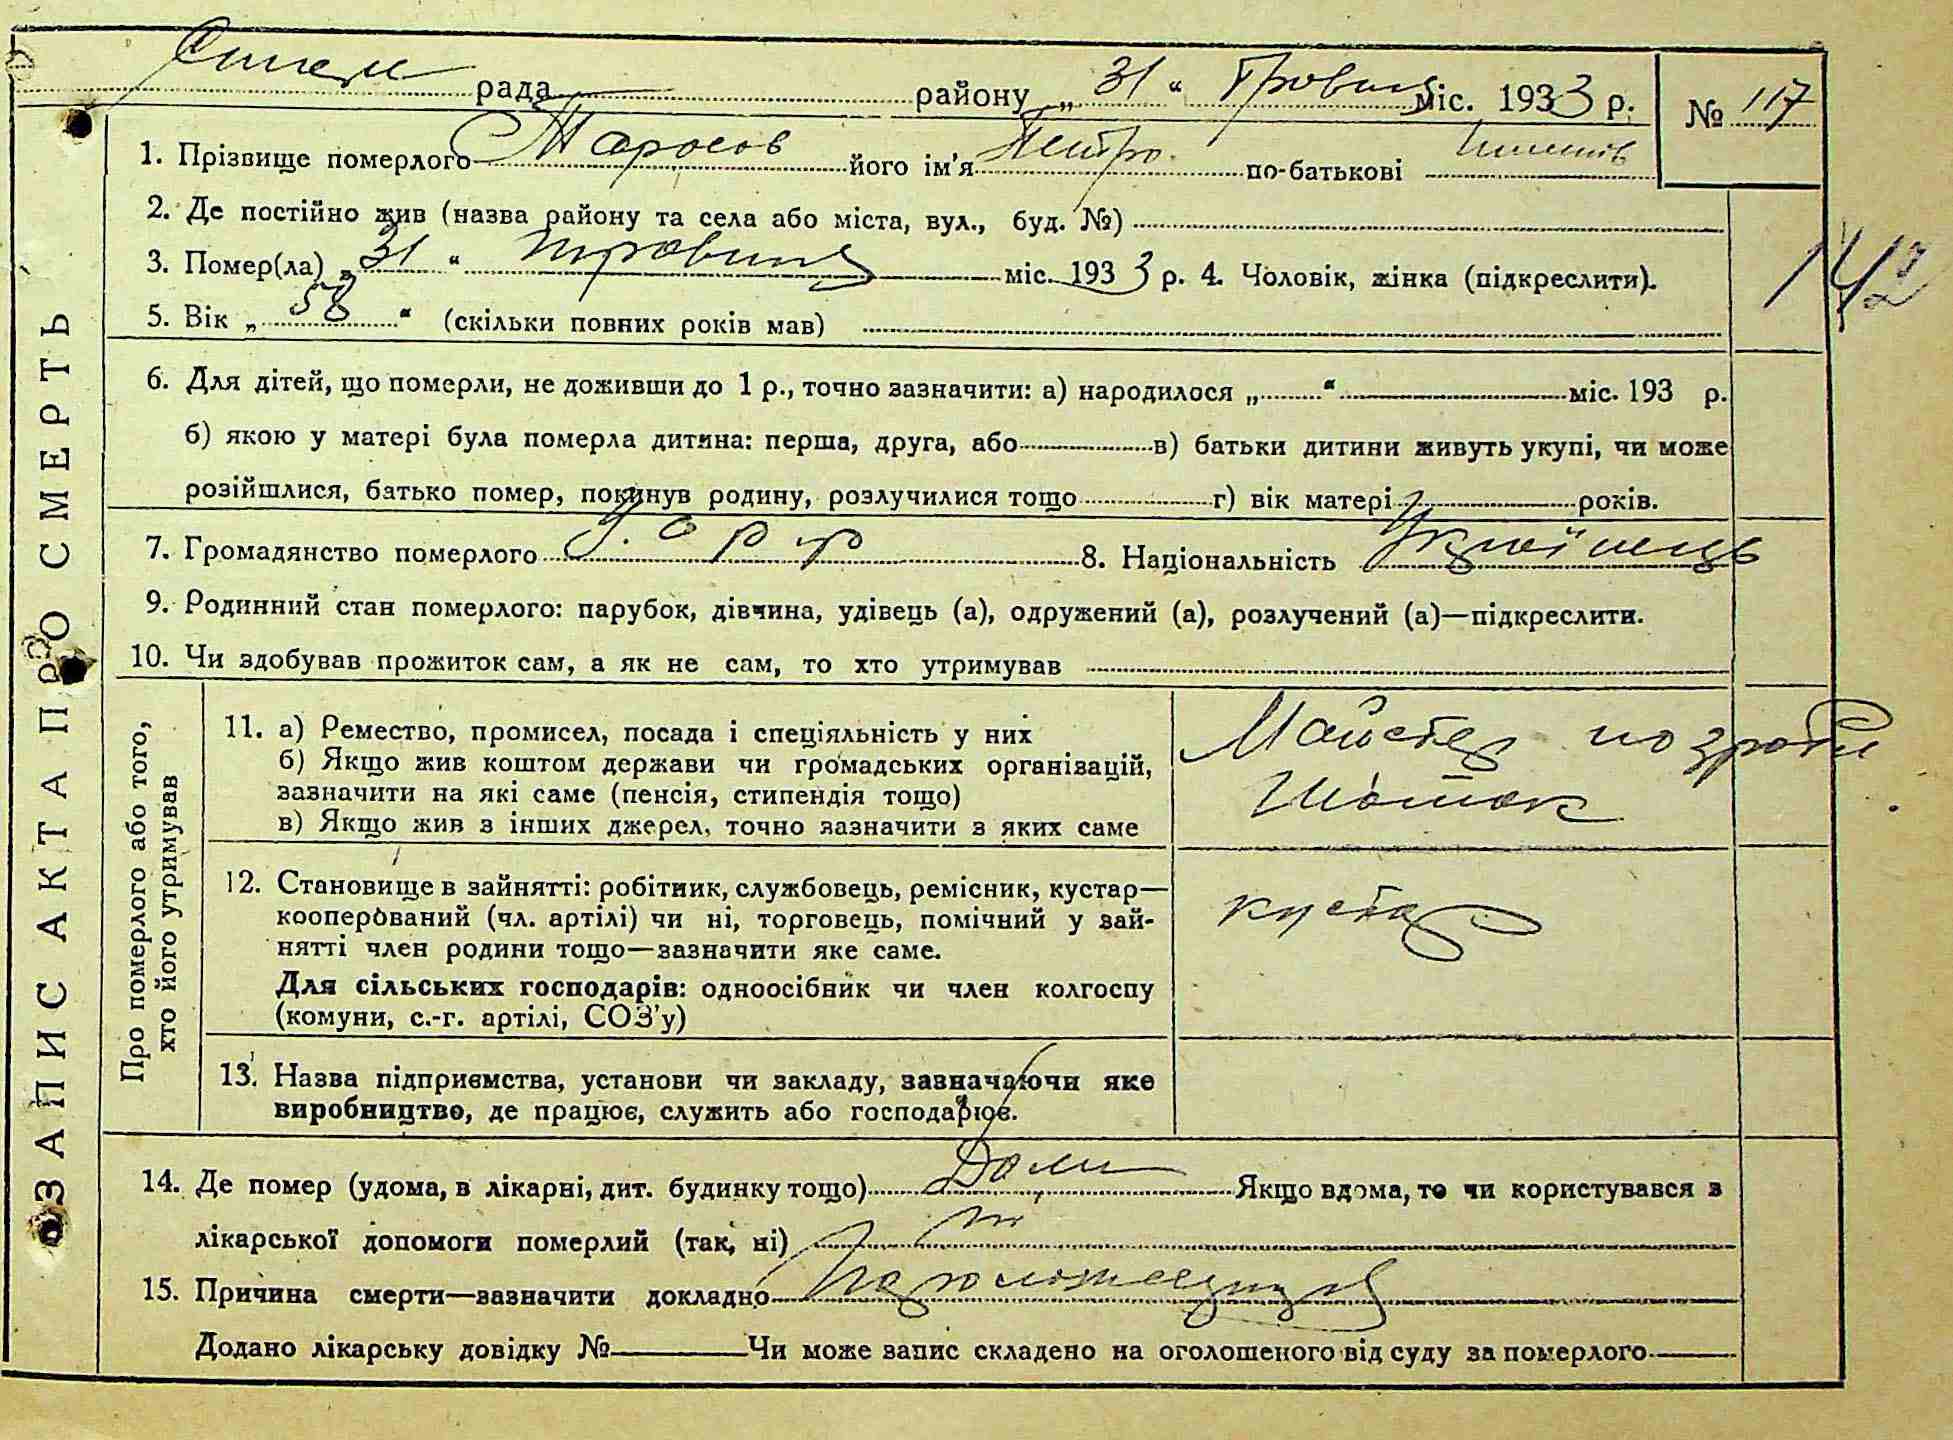 рада района „31“ Травня міс. 1933 р. № 117
1. Прізвище померлого Тарасов його ім'я Петро по-батькові
2. Де постійно жив (назва району та села або міста, вул., буд. №)
3. Помер(ла) „31“ травня міс. 1933 р. 4. Чоловік, жінка (підкреслити).
142
5. Вік „58“ (скільки повних років мав)
6. Для дітей, що померли, не доживши до 1 р., точно зазначити: а) народилося „ “ міс. 193 р.
б) якою у матері була померла дитина: перша, друга, або в) батьки дитини живуть укупі, чи може
розійшлися, батько помер, покинув родину, розлучилися тощо г) вік матері років.
7. Громадянство померлого У.С.Р.Р 8. Національність Українець
9. Родинний стан померлого: парубок, дівчина, удівець (а), одружений (а), розлучений (а)—підкреслити.
10. Чи здобував прожиток сам, а як не сам, то хто утримував
ЗАПИС АКТА ПРО СМЕРТЬ
Про померлого або того,
хто його утримував
11. а) Ремество, промисел, посада і спеціяльність у них
б) Якщо жив коштом держави чи громадських організацій,
зазначити на які саме (пенсія, стипендія тощо)
в) Якщо жив з інших джерел, точно зазначити з яких саме
Майстер по зробл
щоток
12. Становище в зайнятті: робітник, службовець, ремісник, кустар—
кооперований (чл. артілі) чи ні, торговець, помічний у зай-
нятті член родини тощо—зазначити яке саме.
Для сільських господарів: одноосібник чи член колгоспу
(комуни, с.-г. артілі, СОЗ'у)
кустар
13. Назва підприємства, установи чи закладу, зазначаючи яке
виробництво, де працює, служить або господарює.
14. Де помер (удома, в лікарні, дит. будинку тощо) Дома Якщо вдома, то чи користувався з
лікарської допомоги померлий (так, ні)
15. Причина смерти—зазначити докладно
Додано лікарську довідку № Чи може запис складено на оголошеного від суду за померлого